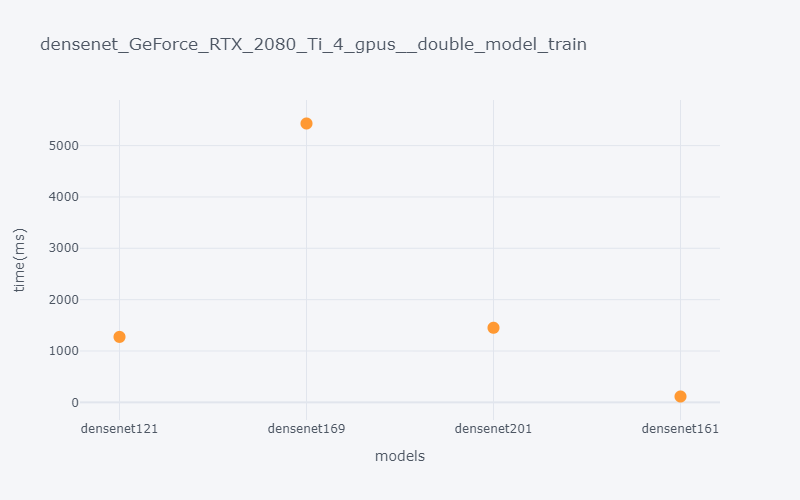 densenet_GeForce_RTX_2080_Ti_4_gpus__double_model_train
time(ms)
5000
4000
3000
2000
1000
0
densenet121 densenet169 densenet201 densenet161
models